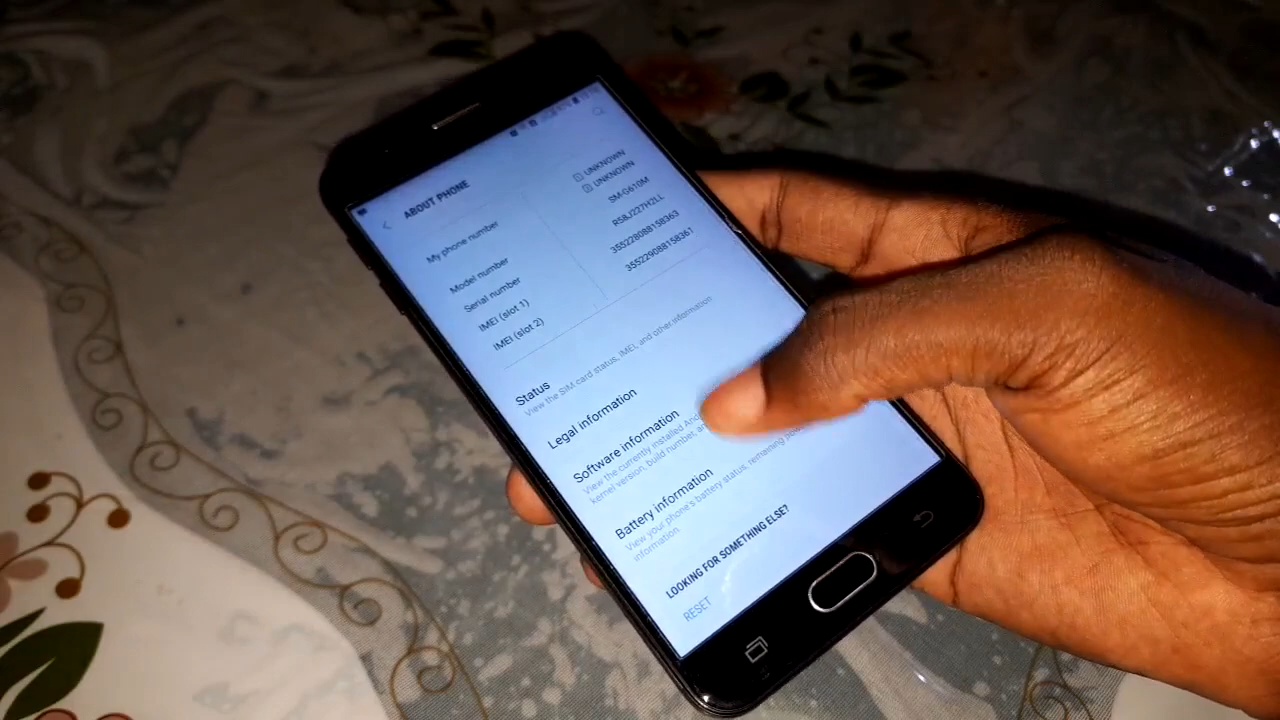 ABOUT PHONE
My phone number
UNKNOWN
UNKNOWN
Model number
SM-G610M
Serial number
R58J227H2LL
IMEI (slot 1)
355228088158363
IMEI (slot 2)
355229088158361
Status
View the SIM card status, IMEI, and other information
Legal information
Software information
View the currently installed
kernel version, build number,
Battery information
View your phone's battery status, remaining
information.
LOOKING FOR SOMETHING ELSE?
RESET